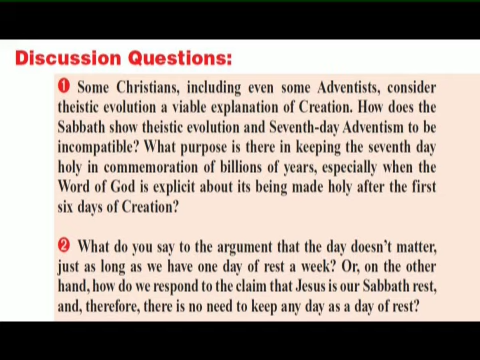 Discussion Questions:
1 Some Christians, including even some Adventists, consider
theistic evolution a viable explanation of Creation. How does the
Sabbath show theistic evolution and Seventh-day Adventism to be
incompatible? What purpose is there in keeping the seventh day
holy in commemoration of billions of years, especially when the
Word of God is explicit about its being made holy after the first
six days of Creation?
2 What do you say to the argument that the day doesn't matter,
just as long as we have one day of rest a week? Or, on the other
hand, how do we respond to the claim that Jesus is our Sabbath rest,
and, therefore, there is no need to keep any day as a day of rest?